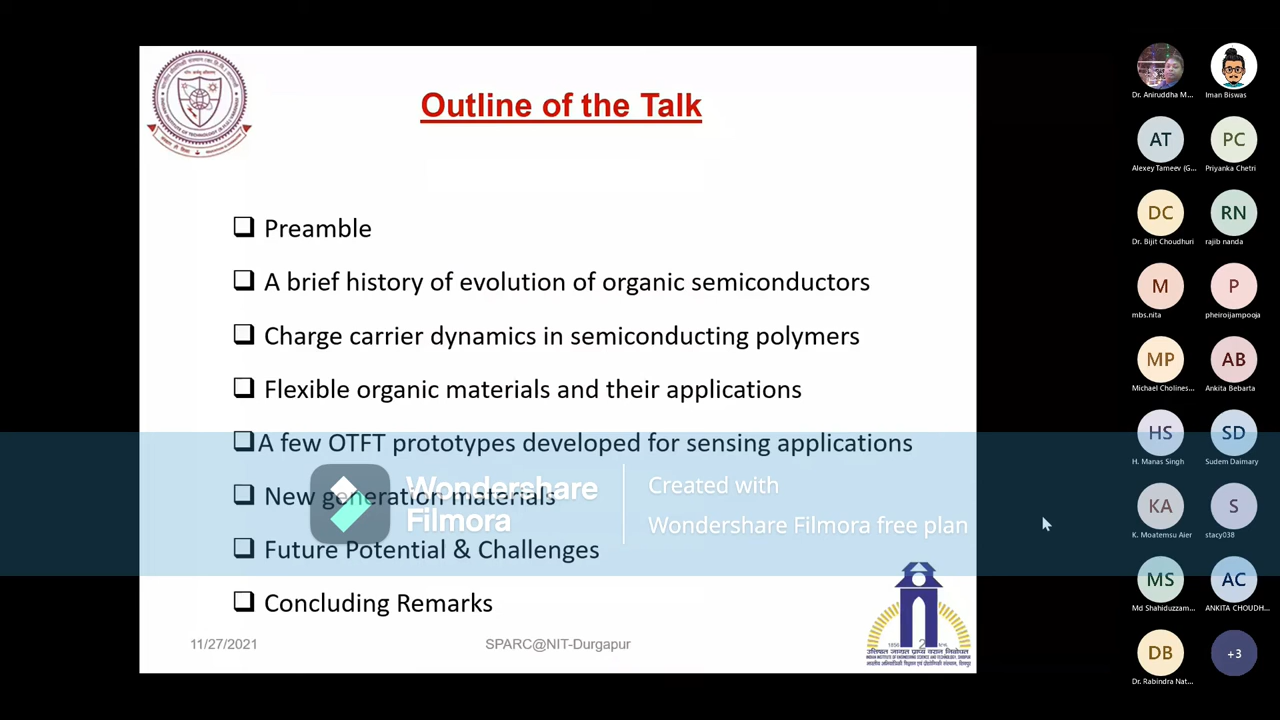 Outline of the Talk
❑ Preamble
❑ A brief history of evolution of organic semiconductors
❑ Charge carrier dynamics in semiconducting polymers
❑ Flexible organic materials and their applications
❑A few OTFT prototypes developed for sensing applications
❑ New generation materials
❑ Future Potential & Challenges
❑ Concluding Remarks
11/27/2021
SPARC@NIT-Durgapur
2
Wondershare
Filmora
Created with
Wondershare Filmora free plan
Dr. Aniruddha M...
Iman Biswas
AT
Alexey Tameev (G...
PC
Priyanka Chetri
DC
Dr. Bijit Choudhuri
RN
rajib nanda
M
mbs.nita
P
pheiroijampooja
MP
Michael Cholines...
AB
Ankita Bebarta
HS
H. Manas Singh
SD
Sudem Daimary
KA
K. Moatemsu Aier
S
stacy038
MS
Md Shahiduzzam...
AC
ANKITA CHOUDH...
DB
Dr. Rabindra Nat...
+3